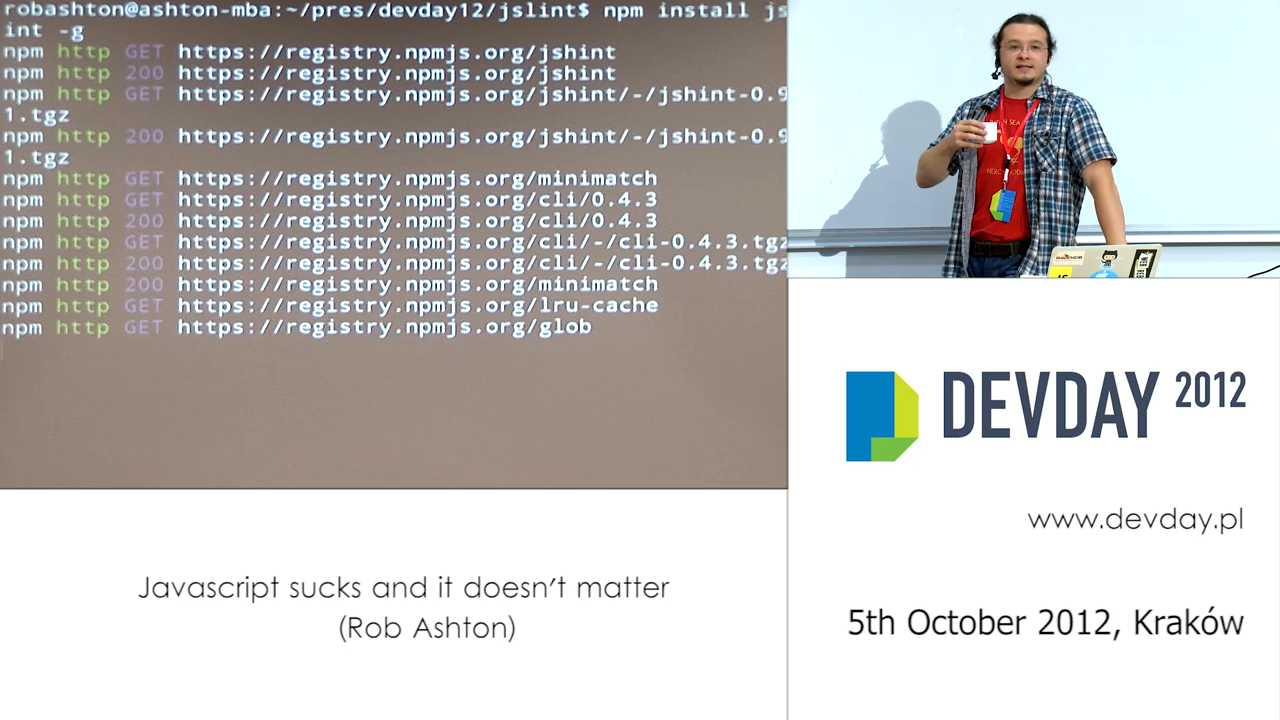 robashton@ashton-mba:~/pres/devday12/jslint$ npm install js
int -g
npm http GET https://registry.npmjs.org/jshint
npm http 200 https://registry.npmjs.org/jshint
npm http GET https://registry.npmjs.org/jshint/-/jshint-0.9
1.tgz
npm http 200 https://registry.npmjs.org/jshint/-/jshint-0.9
1.tgz
npm http GET https://registry.npmjs.org/minimatch
npm http GET https://registry.npmjs.org/cli/0.4.3
npm http 200 https://registry.npmjs.org/cli/0.4.3
npm http GET https://registry.npmjs.org/cli/-/cli-0.4.3.tgz
npm http 200 https://registry.npmjs.org/cli/-/cli-0.4.3.tgz
npm http 200 https://registry.npmjs.org/minimatch
npm http GET https://registry.npmjs.org/lru-cache
npm http GET https://registry.npmjs.org/glob
DEVDAY 2012
www.devday.pl
5th October 2012, Kraków
Javascript sucks and it doesn't matter
(Rob Ashton)